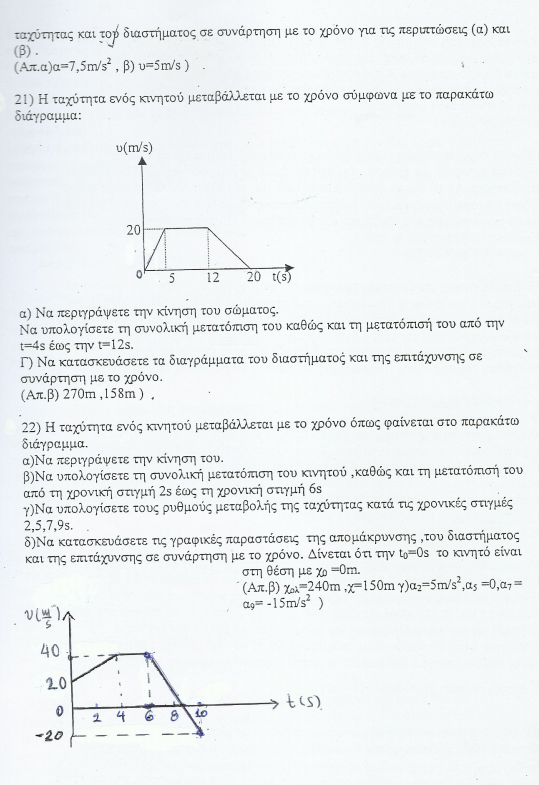 ταχύτητας και του διαστήματος σε συνάρτηση με το χρόνο για τις περιπτώσεις (α) και
(β) .
(Απ.α)α=7,5m/s² , β) υ=5m/s )
21) Η ταχύτητα ενός κινητού μεταβάλλεται με το χρόνο σύμφωνα με το παρακάτω
διάγραμμα:
υ(m/s)
20
0 5 12 20 t(s)
α) Να περιγράψετε την κίνηση του σώματος.
Να υπολογίσετε τη συνολική μετατόπιση του καθώς και τη μετατόπισή του από την
t=4s έως την t=12s.
Γ) Να κατασκευάσετε τα διαγράμματα του διαστήματος και της επιτάχυνσης σε
συνάρτηση με το χρόνο.
(Απ.β) 270m ,158m ) .
22) Η ταχύτητα ενός κινητού μεταβάλλεται με το χρόνο όπως φαίνεται στο παρακάτω
διάγραμμα.
α)Να περιγράψετε την κίνηση του.
β)Να υπολογίσετε τη συνολική μετατόπιση του κινητού ,καθώς και τη μετατόπισή του
από τη χρονική στιγμή 2s έως τη χρονική στιγμή 6s
γ)Να υπολογίσετε τους ρυθμούς μεταβολής της ταχύτητας κατά τις χρονικές στιγμές
2,5,7,9s.
δ)Να κατασκευάσετε τις γραφικές παραστάσεις της απομάκρυνσης ,του διαστήματος
και της επιτάχυνσης σε συνάρτηση με το χρόνο. Δίνεται ότι την t₀=0s το κινητό είναι
στη θέση με χ₀ =0m.
(Απ.β) χολ=240m ,χ=150m γ)α₂=5m/s²,α₅ =0,α₇ =
α₉= -15m/s² )
υ(m/s)
40
20
0 2 4 6 8 10 t(s)
-20